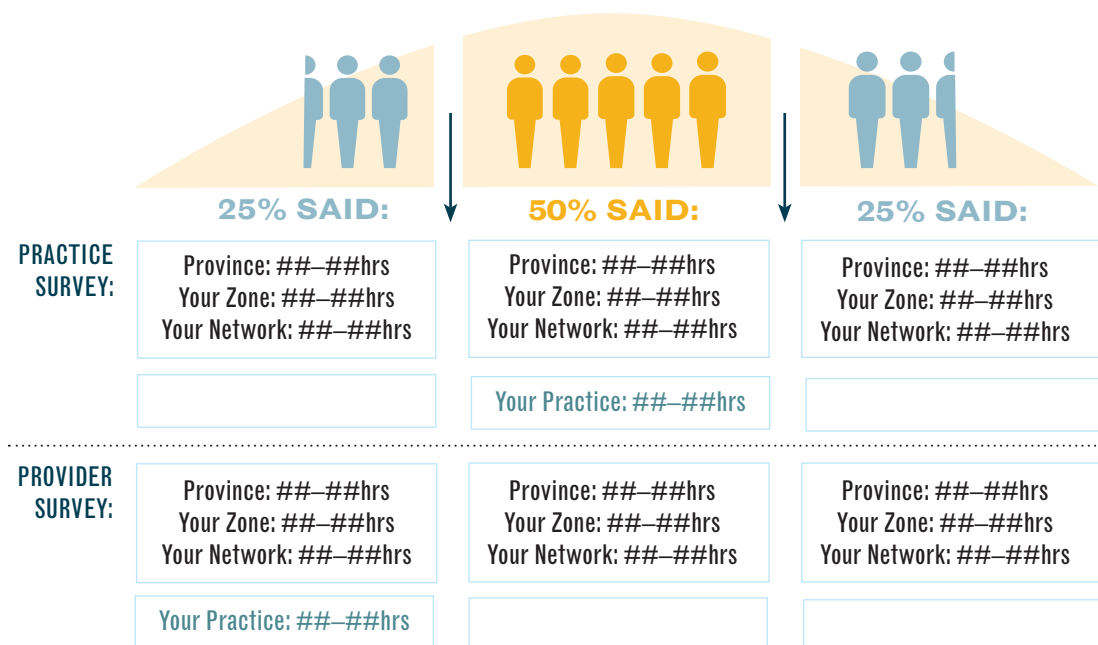 25% SAID:
50% SAID:
25% SAID:
PRACTICE
SURVEY:
Province: ##–##hrs
Your Zone: ##–##hrs
Your Network: ##–##hrs
Province: ##–##hrs
Your Zone: ##–##hrs
Your Network: ##–##hrs
Province: ##–##hrs
Your Zone: ##–##hrs
Your Network: ##–##hrs
Your Practice: ##–##hrs
PROVIDER
SURVEY:
Province: ##–##hrs
Your Zone: ##–##hrs
Your Network: ##–##hrs
Province: ##–##hrs
Your Zone: ##–##hrs
Your Network: ##–##hrs
Province: ##–##hrs
Your Zone: ##–##hrs
Your Network: ##–##hrs
Your Practice: ##–##hrs